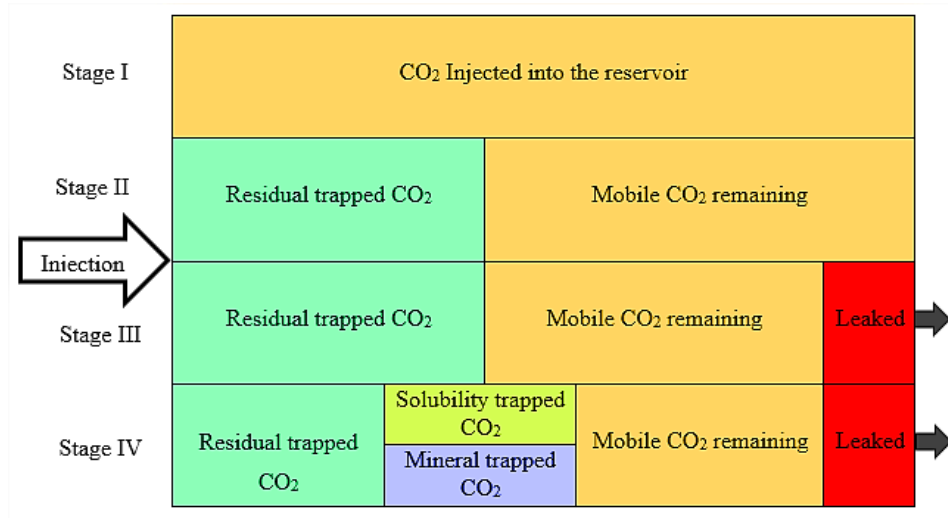 Stage I
CO₂ Injected into the reservoir
Stage II
Residual trapped CO₂
Mobile CO₂ remaining
Injection
Stage III
Residual trapped CO₂
Mobile CO₂ remaining
Leaked
Stage IV
Residual trapped
CO₂
Solubility trapped
CO₂
Mineral trapped
CO₂
Mobile CO₂ remaining
Leaked